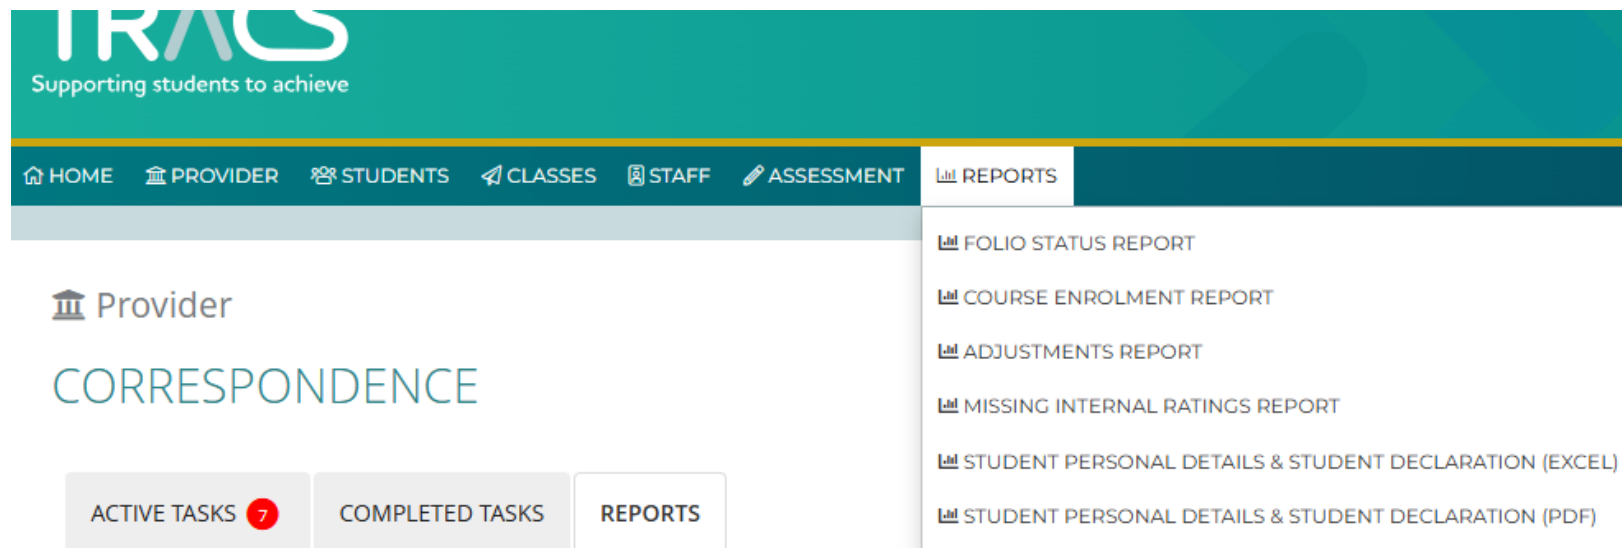 TRACS
Supporting students to achieve
HOME PROVIDER STUDENTS CLASSES STAFF ASSESSMENT REPORTS
FOLIO STATUS REPORT
COURSE ENROLMENT REPORT
ADJUSTMENTS REPORT
MISSING INTERNAL RATINGS REPORT
STUDENT PERSONAL DETAILS & STUDENT DECLARATION (EXCEL)
STUDENT PERSONAL DETAILS & STUDENT DECLARATION (PDF)
Provider
CORRESPONDENCE
ACTIVE TASKS 7 COMPLETED TASKS REPORTS